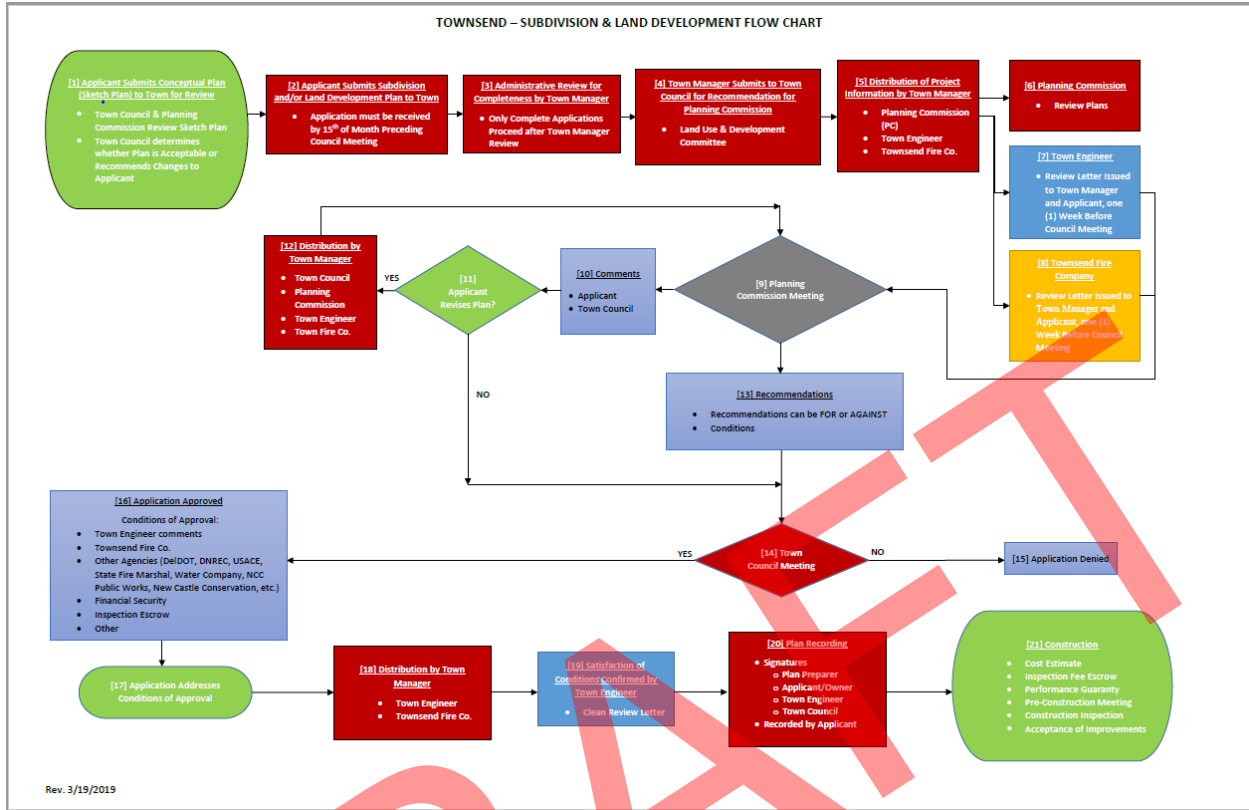 TOWNSEND – SUBDIVISION & LAND DEVELOPMENT FLOW CHART
[1] Applicant Submits Conceptual Plan
(Sketch Plan) to Town for Review
• Town Council & Planning
Commission Review Sketch Plan
• Town Council determines
whether Plan is Acceptable or
Recommends Changes to
Applicant
[2] Applicant Submits Subdivision
and/or Land Development Plan to Town
• Application must be received
by 15th of Month Preceding
Council Meeting
[3] Administrative Review for
Completeness by Town Manager
• Only Complete Applications
Proceed after Town Manager
Review
[4] Town Manager Submits to Town
Council for Recommendation for
Planning Commission
• Land Use & Development
Committee
[5] Distribution of Project
Information by Town Manager
• Planning Commission
(PC)
• Town Engineer
• Townsend Fire Co.
[6] Planning Commission
• Review Plans
[7] Town Engineer
• Review Letter Issued
to Town Manager
and Applicant, one
(1) Week Before
Council Meeting
[8] Townsend Fire
Company
• Review Letter Issued to
Town Manager and
Applicant, one (1)
Week Before Council
Meeting
[9] Planning
Commission Meeting
[10] Comments
• Applicant
• Town Council
[11]
Applicant
Revises Plan?
YES
NO
[12] Distribution by
Town Manager
• Town Council
• Planning
Commission
• Town Engineer
• Town Fire Co.
[13] Recommendations
• Recommendations can be FOR or AGAINST
• Conditions
[14] Town
Council Meeting
YES
NO
[15] Application Denied
[16] Application Approved
Conditions of Approval:
• Town Engineer comments
• Townsend Fire Co.
• Other Agencies (DelDOT, DNREC, USACE,
State Fire Marshal, Water Company, NCC
Public Works, New Castle Conservation, etc.)
• Financial Security
• Inspection Escrow
• Other
[17] Application Addresses
Conditions of Approval
[18] Distribution by Town
Manager
• Town Engineer
• Townsend Fire Co.
[19] Satisfaction of
Conditions Confirmed by
Town Engineer
• Clean Review Letter
[20] Plan Recording
• Signatures
o Plan Preparer
o Applicant/Owner
o Town Engineer
o Town Council
• Recorded by Applicant
[21] Construction
• Cost Estimate
• Inspection Fee Escrow
• Performance Guaranty
• Pre-Construction Meeting
• Construction Inspection
• Acceptance of Improvements
Rev. 3/19/2019
DRAFT